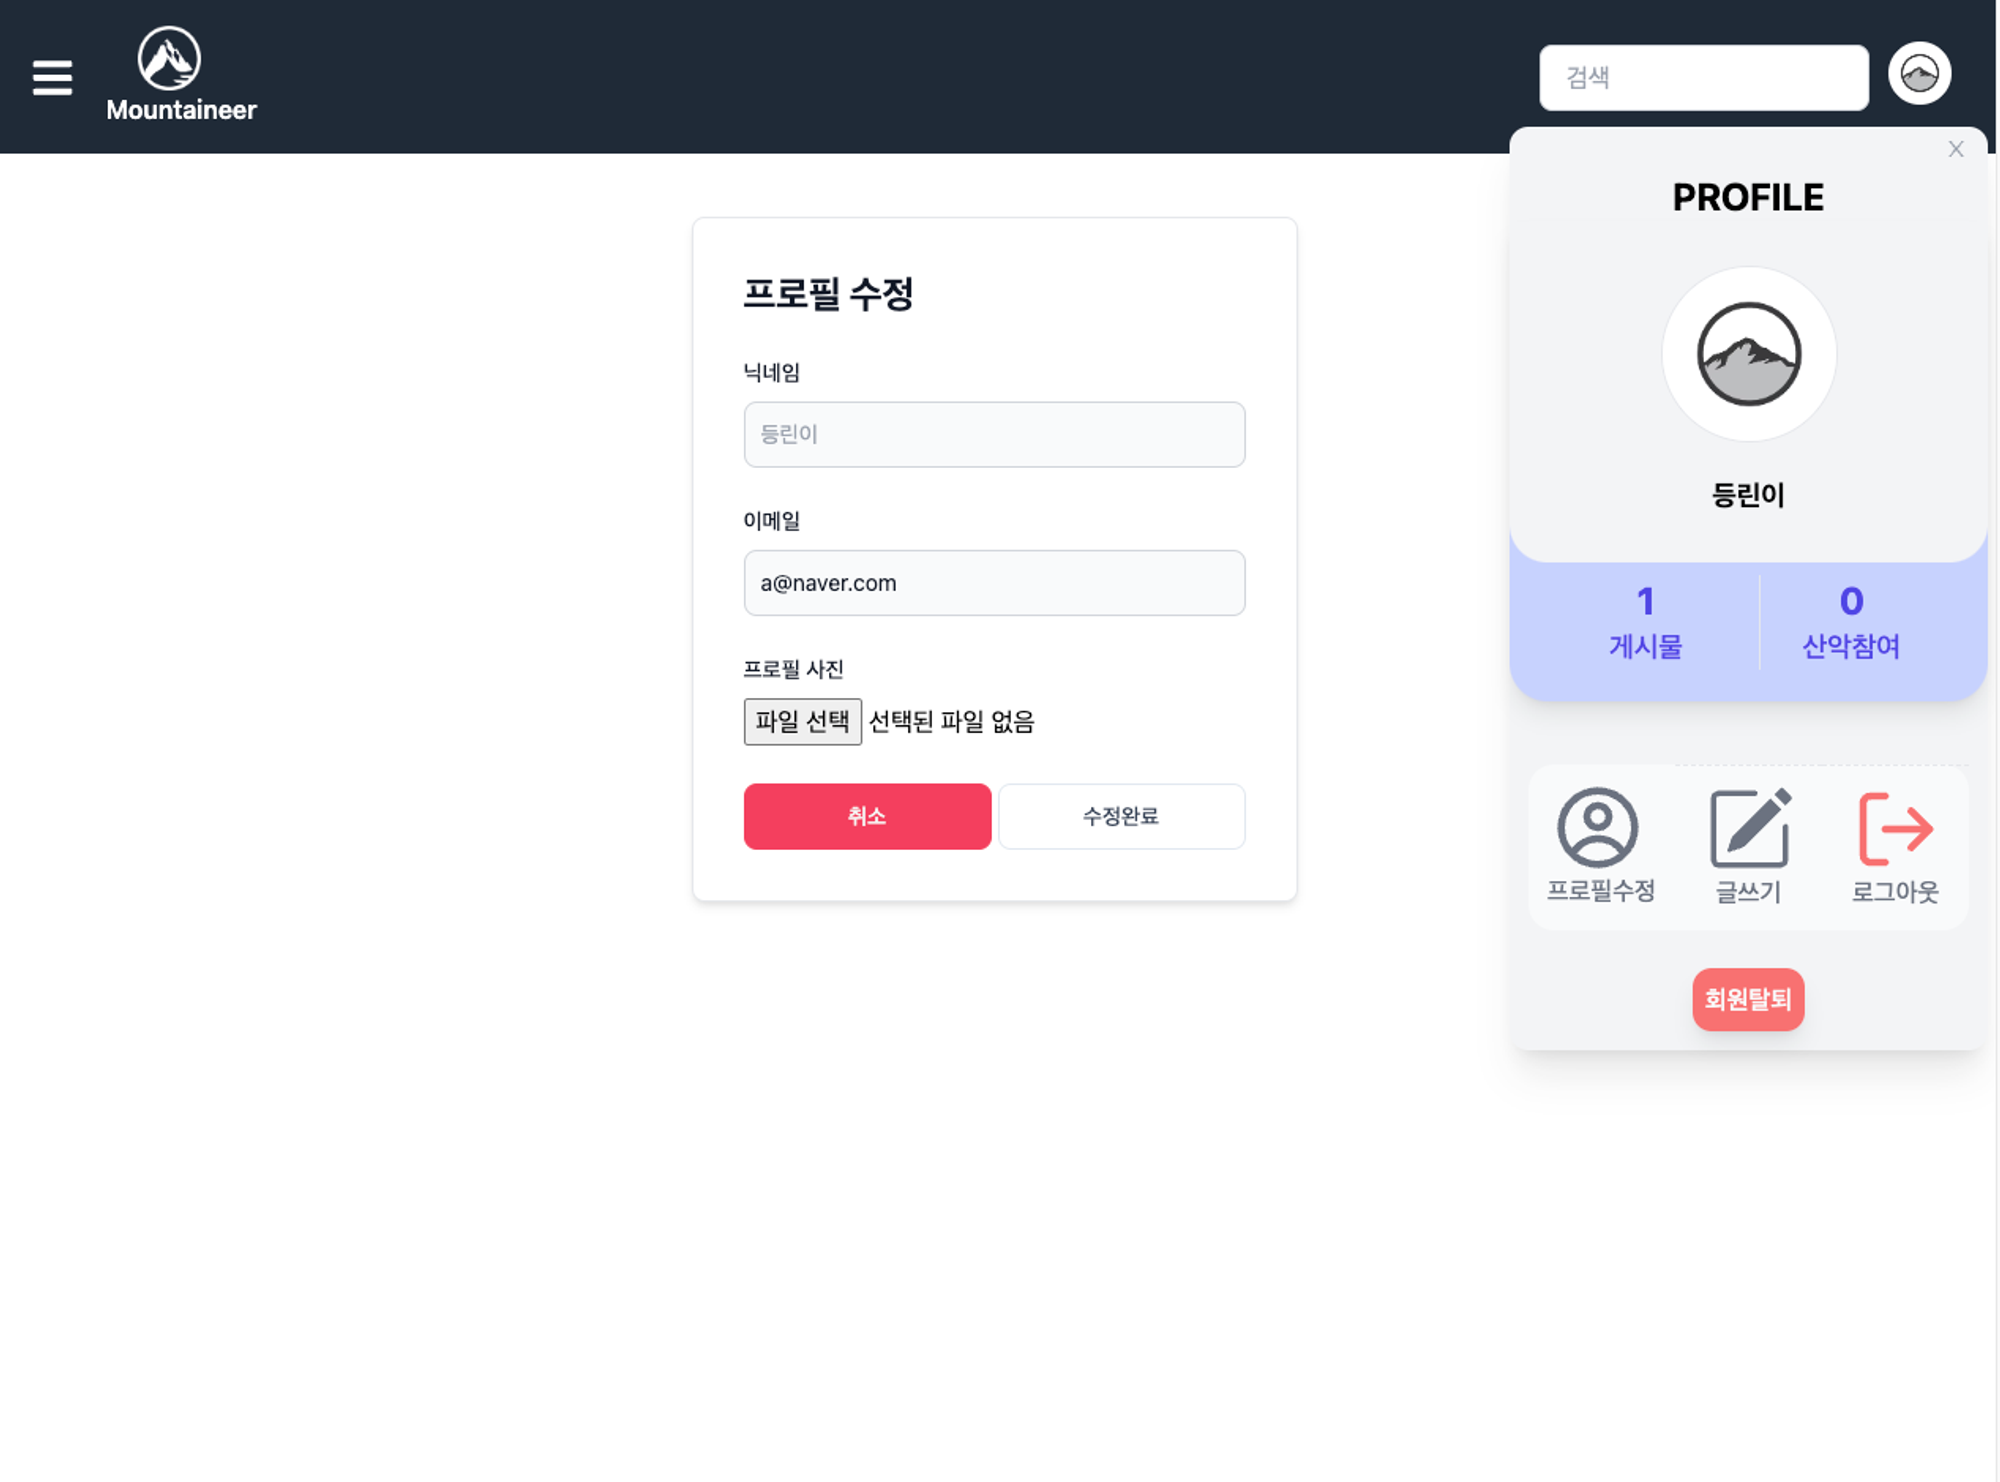 Mountaineer
검색
X
PROFILE
등린이
1
게시물
0
산악참여
프로필수정
글쓰기
로그아웃
회원탈퇴
프로필 수정
닉네임
등린이
이메일
a@naver.com
프로필 사진
파일 선택 선택된 파일 없음
취소
수정완료